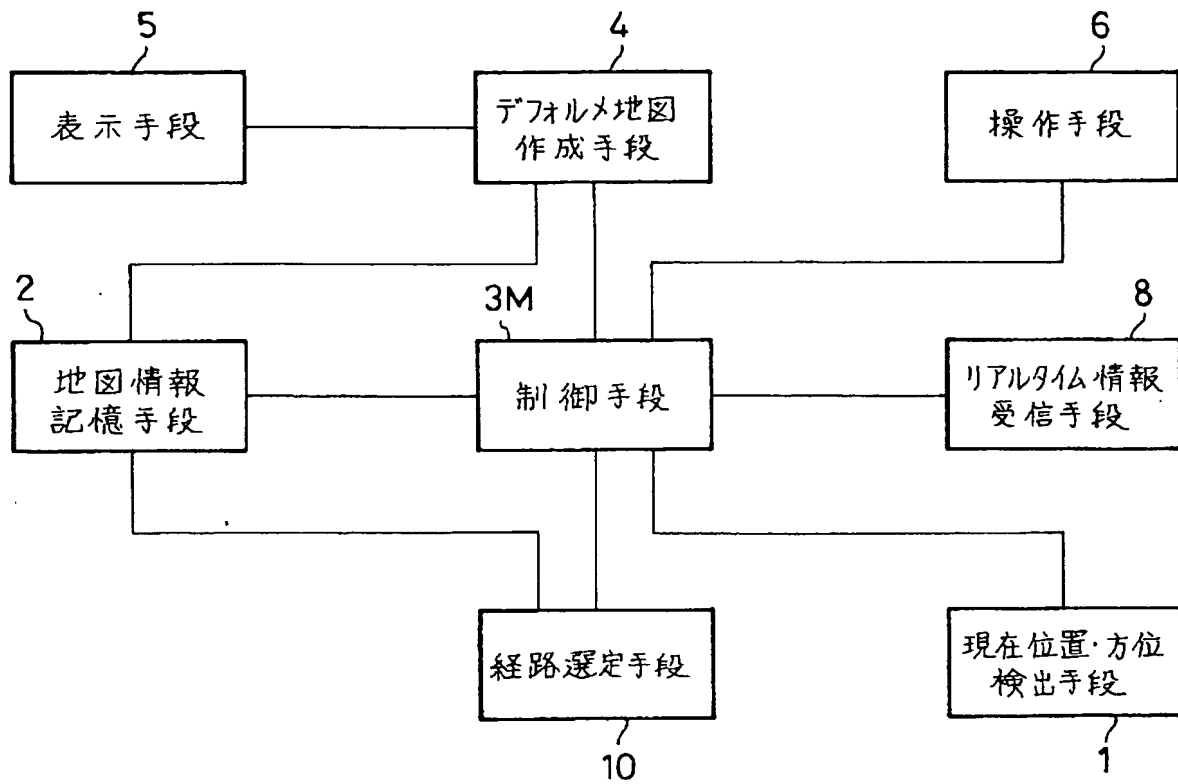 5
表示手段
4
デフォルメ地図
作成手段
6
操作手段
2
地図情報
記憶手段
3M
制御手段
8
リアルタイム情報
受信手段
経路選定手段
10
現在位置・方位
検出手段
1